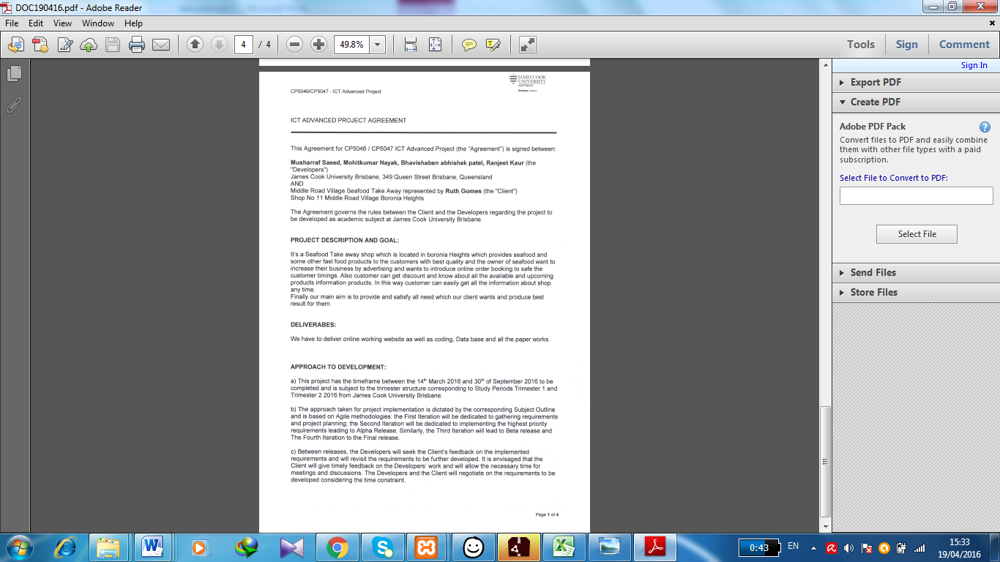 DOC190416.pdf - Adobe Reader
File Edit View Window Help
4 / 4 49.8% Tools Sign Comment
Sign In
Export PDF
Create PDF
Adobe PDF Pack
Convert files to PDF and easily combine
them with other file types with a paid
subscription.
Select File to Convert to PDF:
Select File
Send Files
Store Files
JAMES COOK
UNIVERSITY
AUSTRALIA
Brisbane Campus
CP5046/CP5047 - ICT Advanced Project
ICT ADVANCED PROJECT AGREEMENT
This Agreement for CP5046 / CP5047 ICT Advanced Project (the “Agreement”) is signed between:
Musharraf Saeed, Mohitkumar Nayak, Bhavishaben abhishek patel, Ranjeet Kaur (the
"Developers")
James Cook University Brisbane, 349 Queen Street Brisbane, Queensland
AND
Middle Road Village Seafood Take Away represented by Ruth Gomes (the "Client")
Shop No 11 Middle Road Village Boronia Heights
The Agreement governs the rules between the Client and the Developers regarding the project to
be developed as academic subject at James Cook University Brisbane.
PROJECT DESCRIPTION AND GOAL:
It’s a Seafood Take away shop which is located in boronia Heights which provides seafood and
some other fast food products to the customers with best quality and the owner of seafood want to
increase their business by advertising and wants to introduce online order booking to safe the
customer timings. Also customer can get discount and know about all the available and upcoming
products information products. In this way customer can easily get all the information about shop
any time.
Finally our main aim is to provide and satisfy all need which our client wants and produce best
result for them.
DELIVERABES:
We have to deliver online working website as well as coding, Data base and all the paper works.
APPROACH TO DEVELOPMENT:
a) This project has the timeframe between the 14th March 2016 and 30th of September 2016 to be
completed and is subject to the trimester structure corresponding to Study Periods Trimester 1 and
Trimester 2 2016 from James Cook University Brisbane.
b) The approach taken for project implementation is dictated by the corresponding Subject Outline
and is based on Agile methodologies: the First Iteration will be dedicated to gathering requirements
and project planning; the Second Iteration will be dedicated to implementing the highest priority
requirements leading to Alpha Release. Similarly, the Third Iteration will lead to Beta release and
The Fourth Iteration to the Final release.
c) Between releases, the Developers will seek the Client’s feedback on the implemented
requirements and will revisit the requirements to be further developed. It is envisaged that the
Client will give timely feedback on the Developers’ work and will allow the necessary time for
meetings and discussions. The Developers and the Client will negotiate on the requirements to be
developed considering the time constraint.
Page 1 of 4
0:43 EN 15:33
19/04/2016